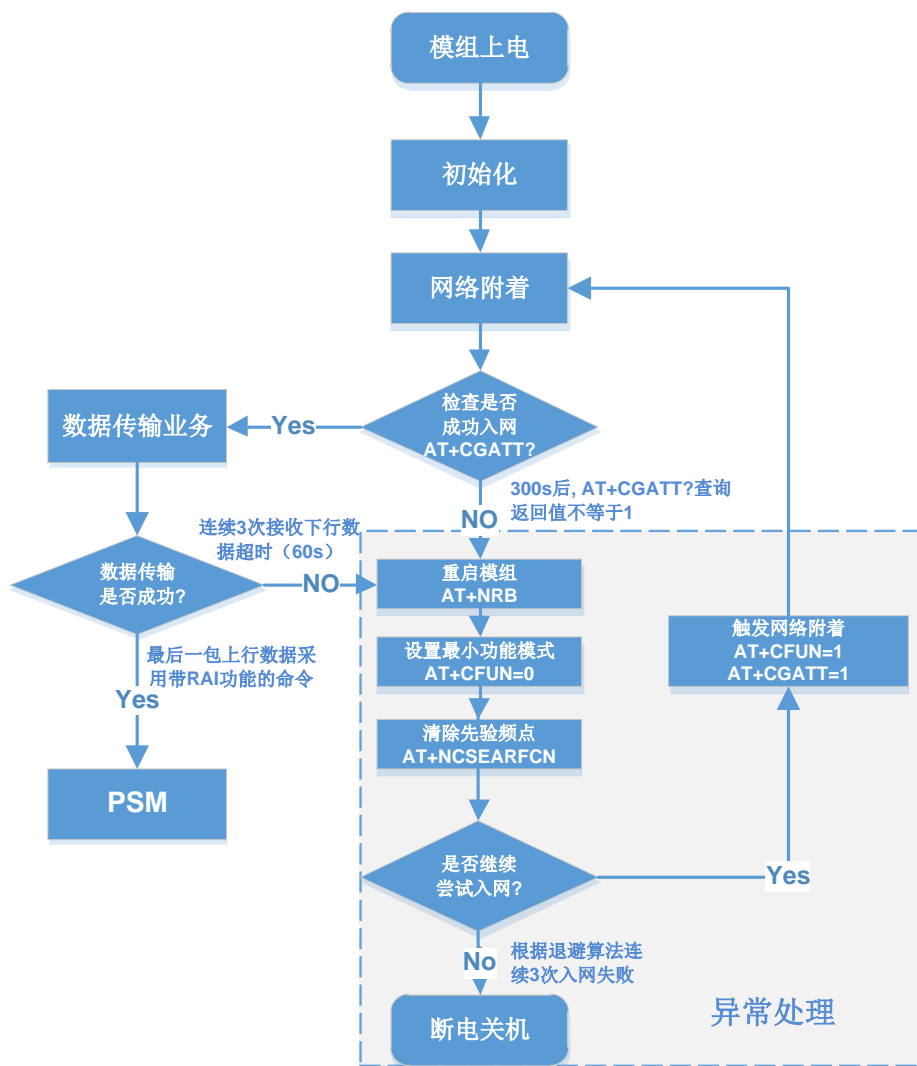 模组上电
初始化
网络附着
检查是否
成功入网
AT+CGATT?
Yes
数据传输业务
300s后, AT+CGATT?查询
返回值不等于1
NO
连续3次接收下行数
据超时（60s）
数据传输
是否成功?
NO
重启模组
AT+NRB
设置最小功能模式
AT+CFUN=0
触发网络附着
AT+CFUN=1
AT+CGATT=1
最后一包上行数据采
用带RAI功能的命令
Yes
清除先验频点
AT+NCSEARFCN
PSM
是否继续
尝试入网?
Yes
No
根据退避算法连
续3次入网失败
断电关机
异常处理